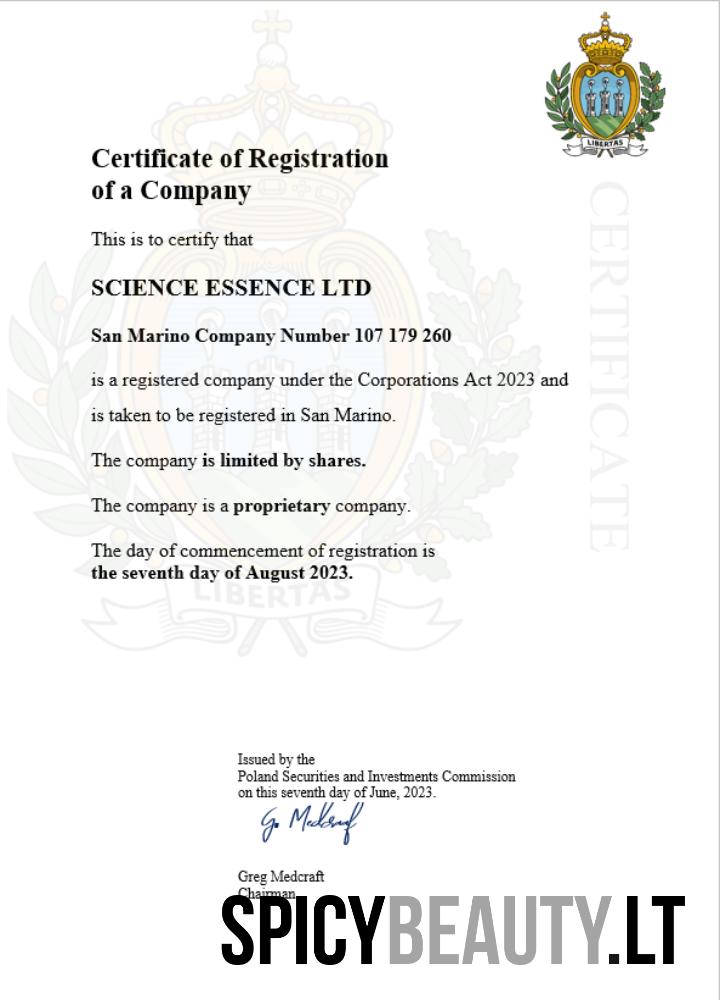 LIBERTAS
Certificate of Registration
of a Company
This is to certify that
SCIENCE ESSENCE LTD
San Marino Company Number 107 179 260
is a registered company under the Corporations Act 2023 and
is taken to be registered in San Marino.
The company is limited by shares.
The company is a proprietary company.
The day of commencement of registration is
the seventh day of August 2023.
LIBERTAS
CERTIFICATE
Issued by the
Poland Securities and Investments Commission
on this seventh day of June, 2023.
G. Medcraft
Greg Medcraft
Chairman
SPICYBEAUTY.LT